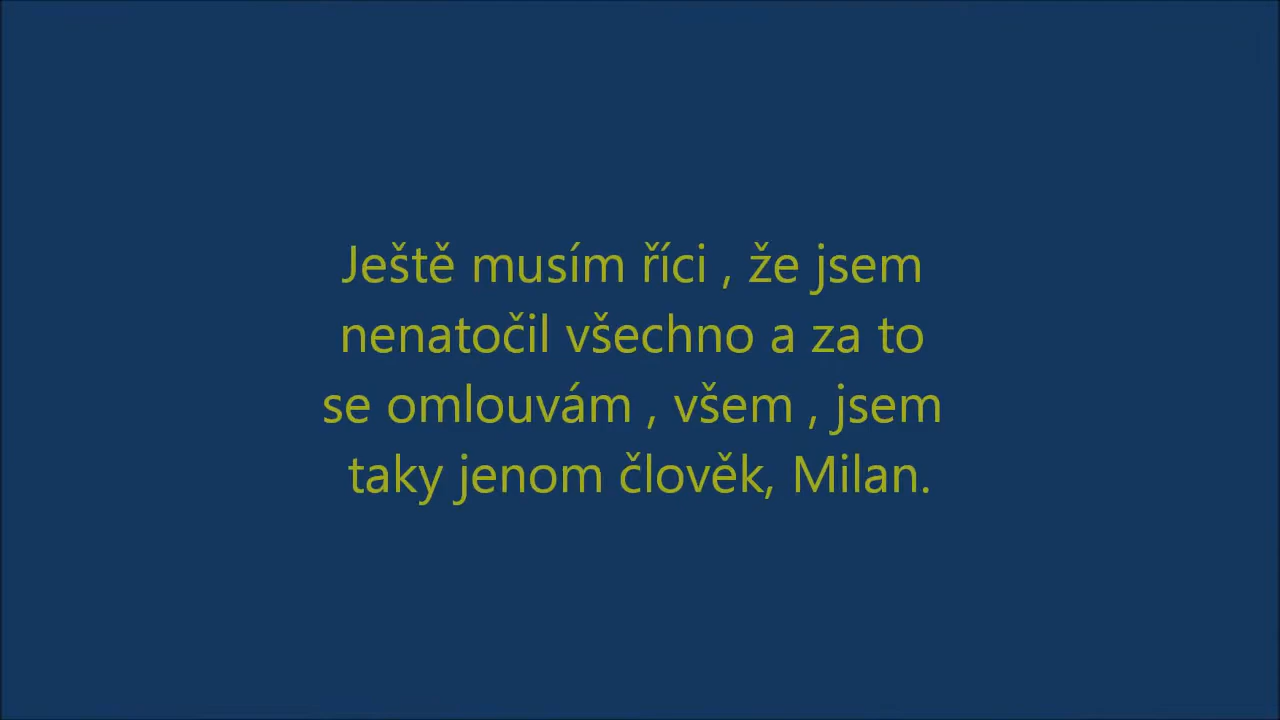 Ještě musím říci , že jsem
nenatočil všechno a za to
se omlouvám , všem , jsem
taky jenom člověk, Milan.